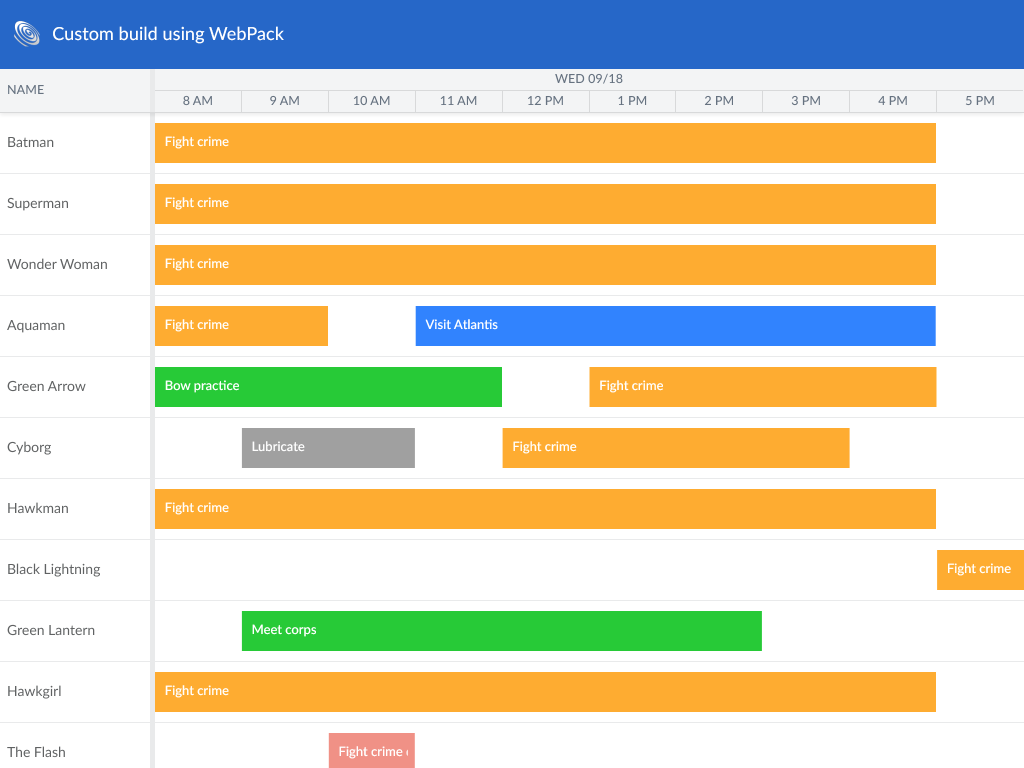 Custom build using WebPack
NAME
WED 09/18
8 AM 9 AM 10 AM 11 AM 12 PM 1 PM 2 PM 3 PM 4 PM 5 PM
Batman Fight crime
Superman Fight crime
Wonder Woman Fight crime
Aquaman Fight crime Visit Atlantis
Green Arrow Bow practice Fight crime
Cyborg Lubricate Fight crime
Hawkman Fight crime
Black Lightning Fight crime
Green Lantern Meet corps
Hawkgirl Fight crime
The Flash Fight crime